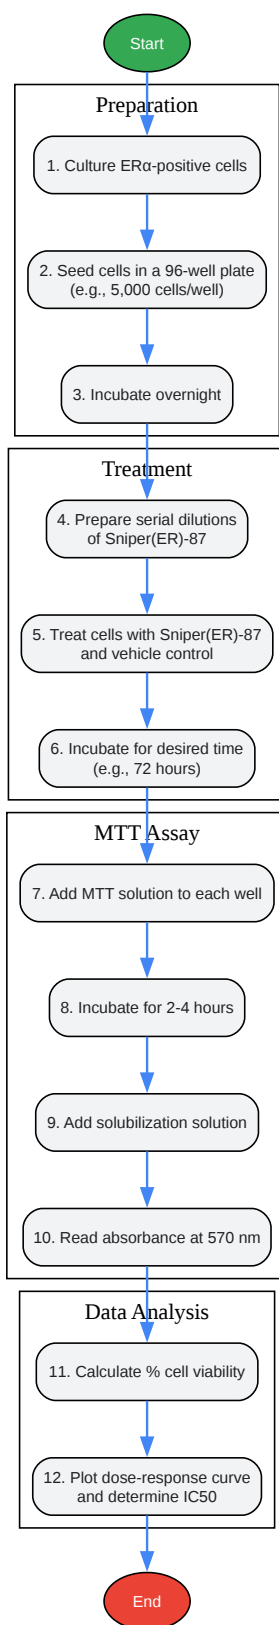 Start
Preparation
1. Culture ERα-positive cells
2. Seed cells in a 96-well plate
(e.g., 5,000 cells/well)
3. Incubate overnight
Treatment
4. Prepare serial dilutions
of Sniper(ER)-87
5. Treat cells with Sniper(ER)-87
and vehicle control
6. Incubate for desired time
(e.g., 72 hours)
MTT Assay
7. Add MTT solution to each well
8. Incubate for 2-4 hours
9. Add solubilization solution
10. Read absorbance at 570 nm
Data Analysis
11. Calculate % cell viability
12. Plot dose-response curve
and determine IC50
End